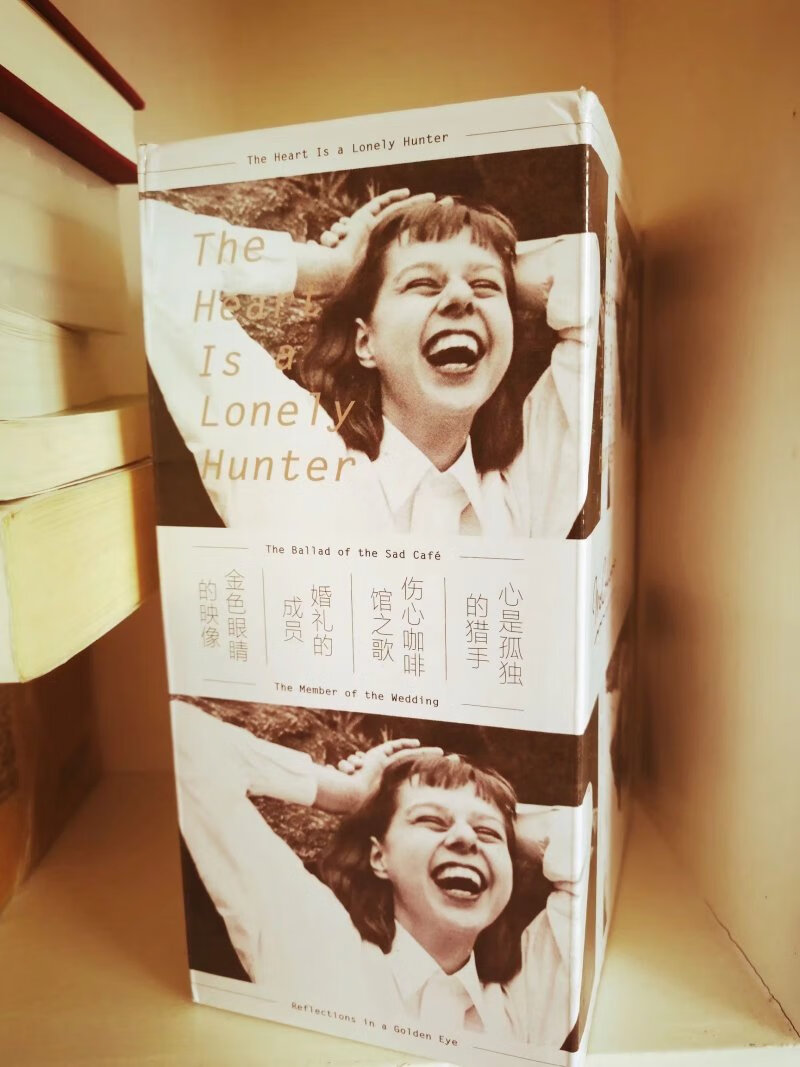 The Heart Is a Lonely Hunter
The
Heart
Is a
Lonely
Hunter
The Ballad of the Sad Café
心是孤独
的猎手
伤心咖啡
馆之歌
婚礼的
成员
金色眼睛
的映像
The Member of the Wedding
Reflections in a Golden Eye